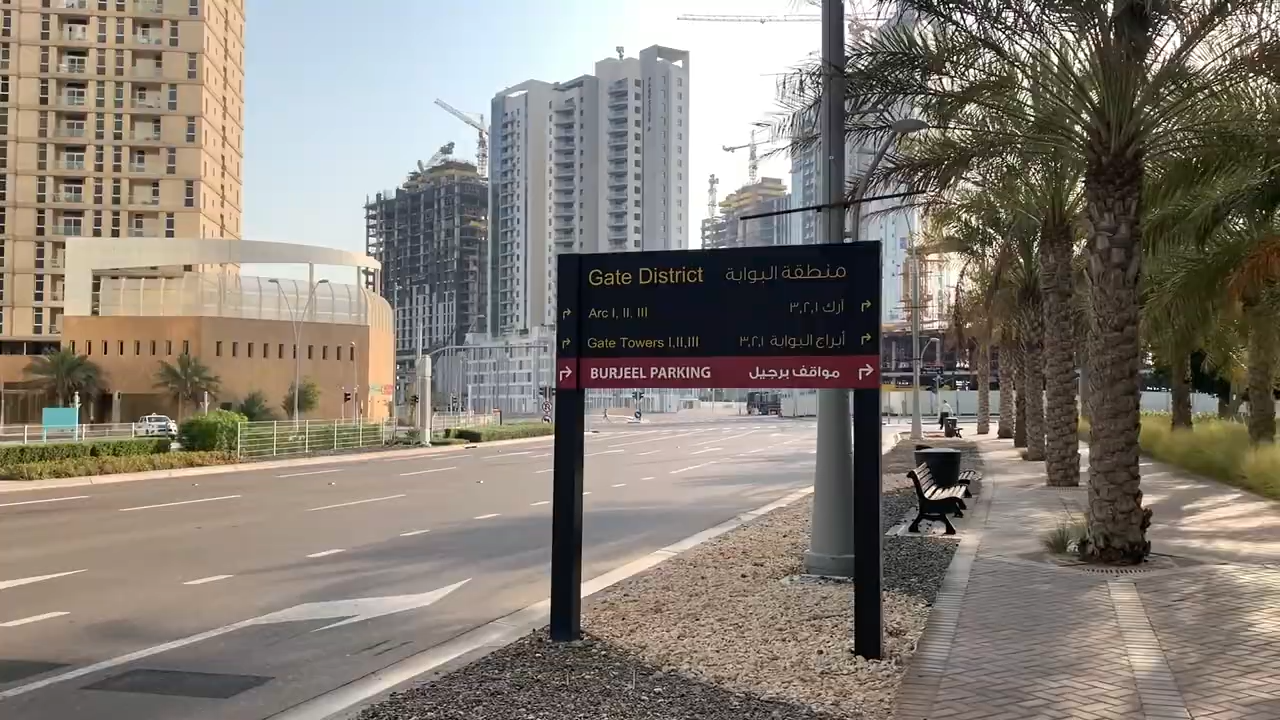 Gate District منطقة البوابة
Arc I, II, III آرك ٣,٢,١
Gate Towers I,II,III أبراج البوابة ٣,٢,١
BURJEEL PARKING مواقف برجيل